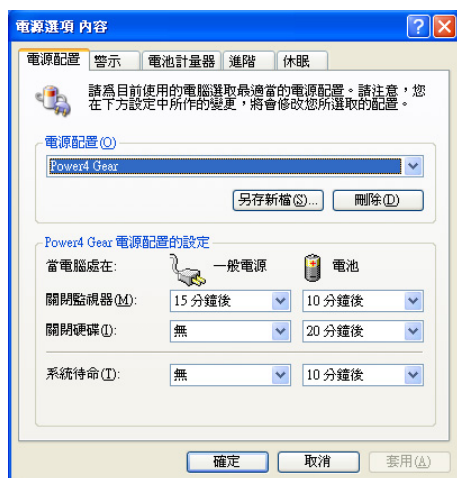 電源選項 內容
電源配置 警示 電池計量器 進階 休眠
請為目前使用的電腦選取最適當的電源配置。請注意，您
在下方設定中所作的變更，將會修改您所選取的配置。
電源配置(O)
Power4 Gear
另存新檔(S)... 刪除(D)
Power4 Gear 電源配置的設定
當電腦處在: 一般電源 電池
關閉監視器(M): 15 分鐘後 10 分鐘後
關閉硬碟(I): 無 20 分鐘後
系統待命(T): 無 10 分鐘後
確定 取消 套用(A)